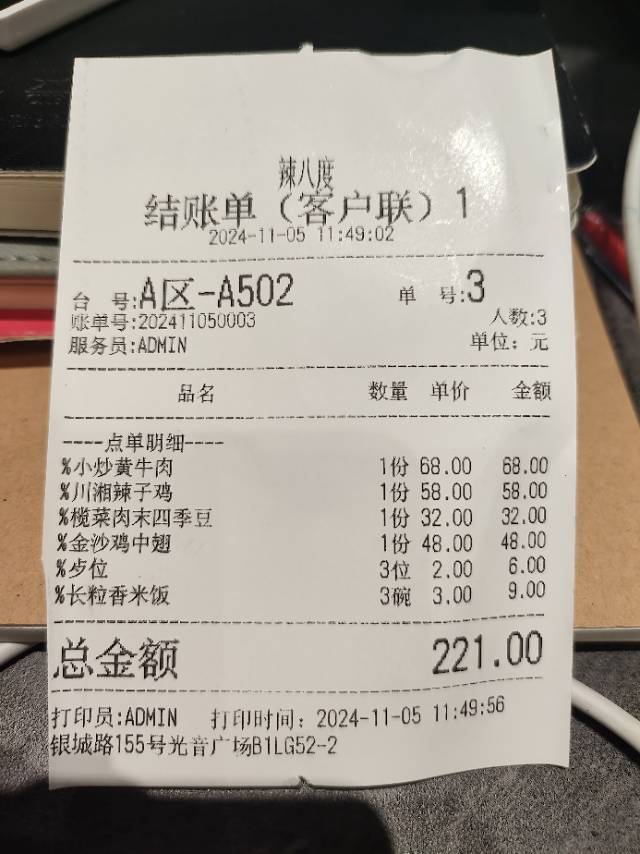 辣八度
结账单（客户联）1
2024-11-05 11:49:02
台 号:A区-A502 单 号:3
账单号:202411050003 人数:3
服务员:ADMIN 单位：元
品名 数量 单价 金额
----点单明细----
%小炒黄牛肉 1份 68.00 68.00
%川湘辣子鸡 1份 58.00 58.00
%榄菜肉末四季豆 1份 32.00 32.00
%金沙鸡中翅 1份 48.00 48.00
%歺位 3位 2.00 6.00
%长粒香米饭 3碗 3.00 9.00
总金额 221.00
打印员:ADMIN 打印时间：2024-11-05 11:49:56
银城路155号光音广场B1LG52-2